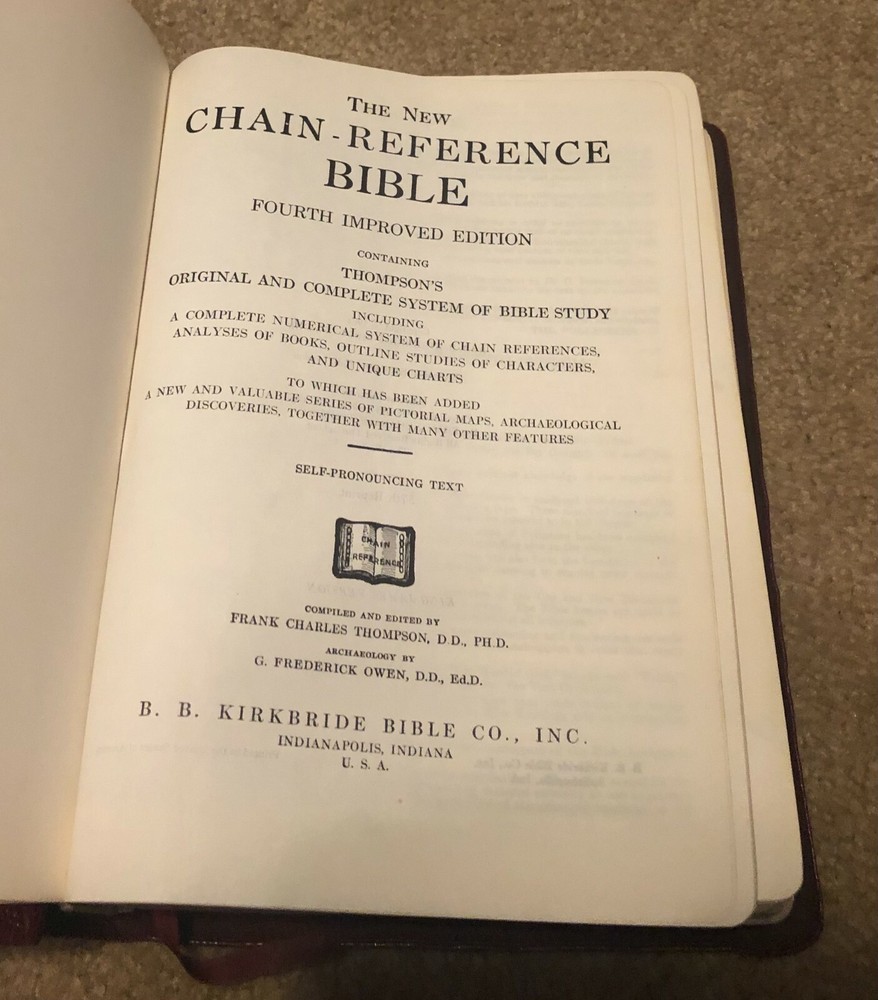 THE NEW
CHAIN-REFERENCE
BIBLE
FOURTH IMPROVED EDITION
CONTAINING
THOMPSON'S
ORIGINAL AND COMPLETE SYSTEM OF BIBLE STUDY
INCLUDING
A COMPLETE NUMERICAL SYSTEM OF CHAIN REFERENCES,
ANALYSES OF BOOKS, OUTLINE STUDIES OF CHARACTERS,
AND UNIQUE CHARTS
TO WHICH HAS BEEN ADDED
A NEW AND VALUABLE SERIES OF PICTORIAL MAPS, ARCHAEOLOGICAL
DISCOVERIES, TOGETHER WITH MANY OTHER FEATURES
SELF-PRONOUNCING TEXT
CHAIN
REFERENCE
COMPILED AND EDITED BY
FRANK CHARLES THOMPSON, D.D., PH.D.
ARCHAEOLOGY BY
G. FREDERICK OWEN, D.D., Ed.D.
B. B. KIRKBRIDE BIBLE CO., INC.
INDIANAPOLIS, INDIANA
U. S. A.